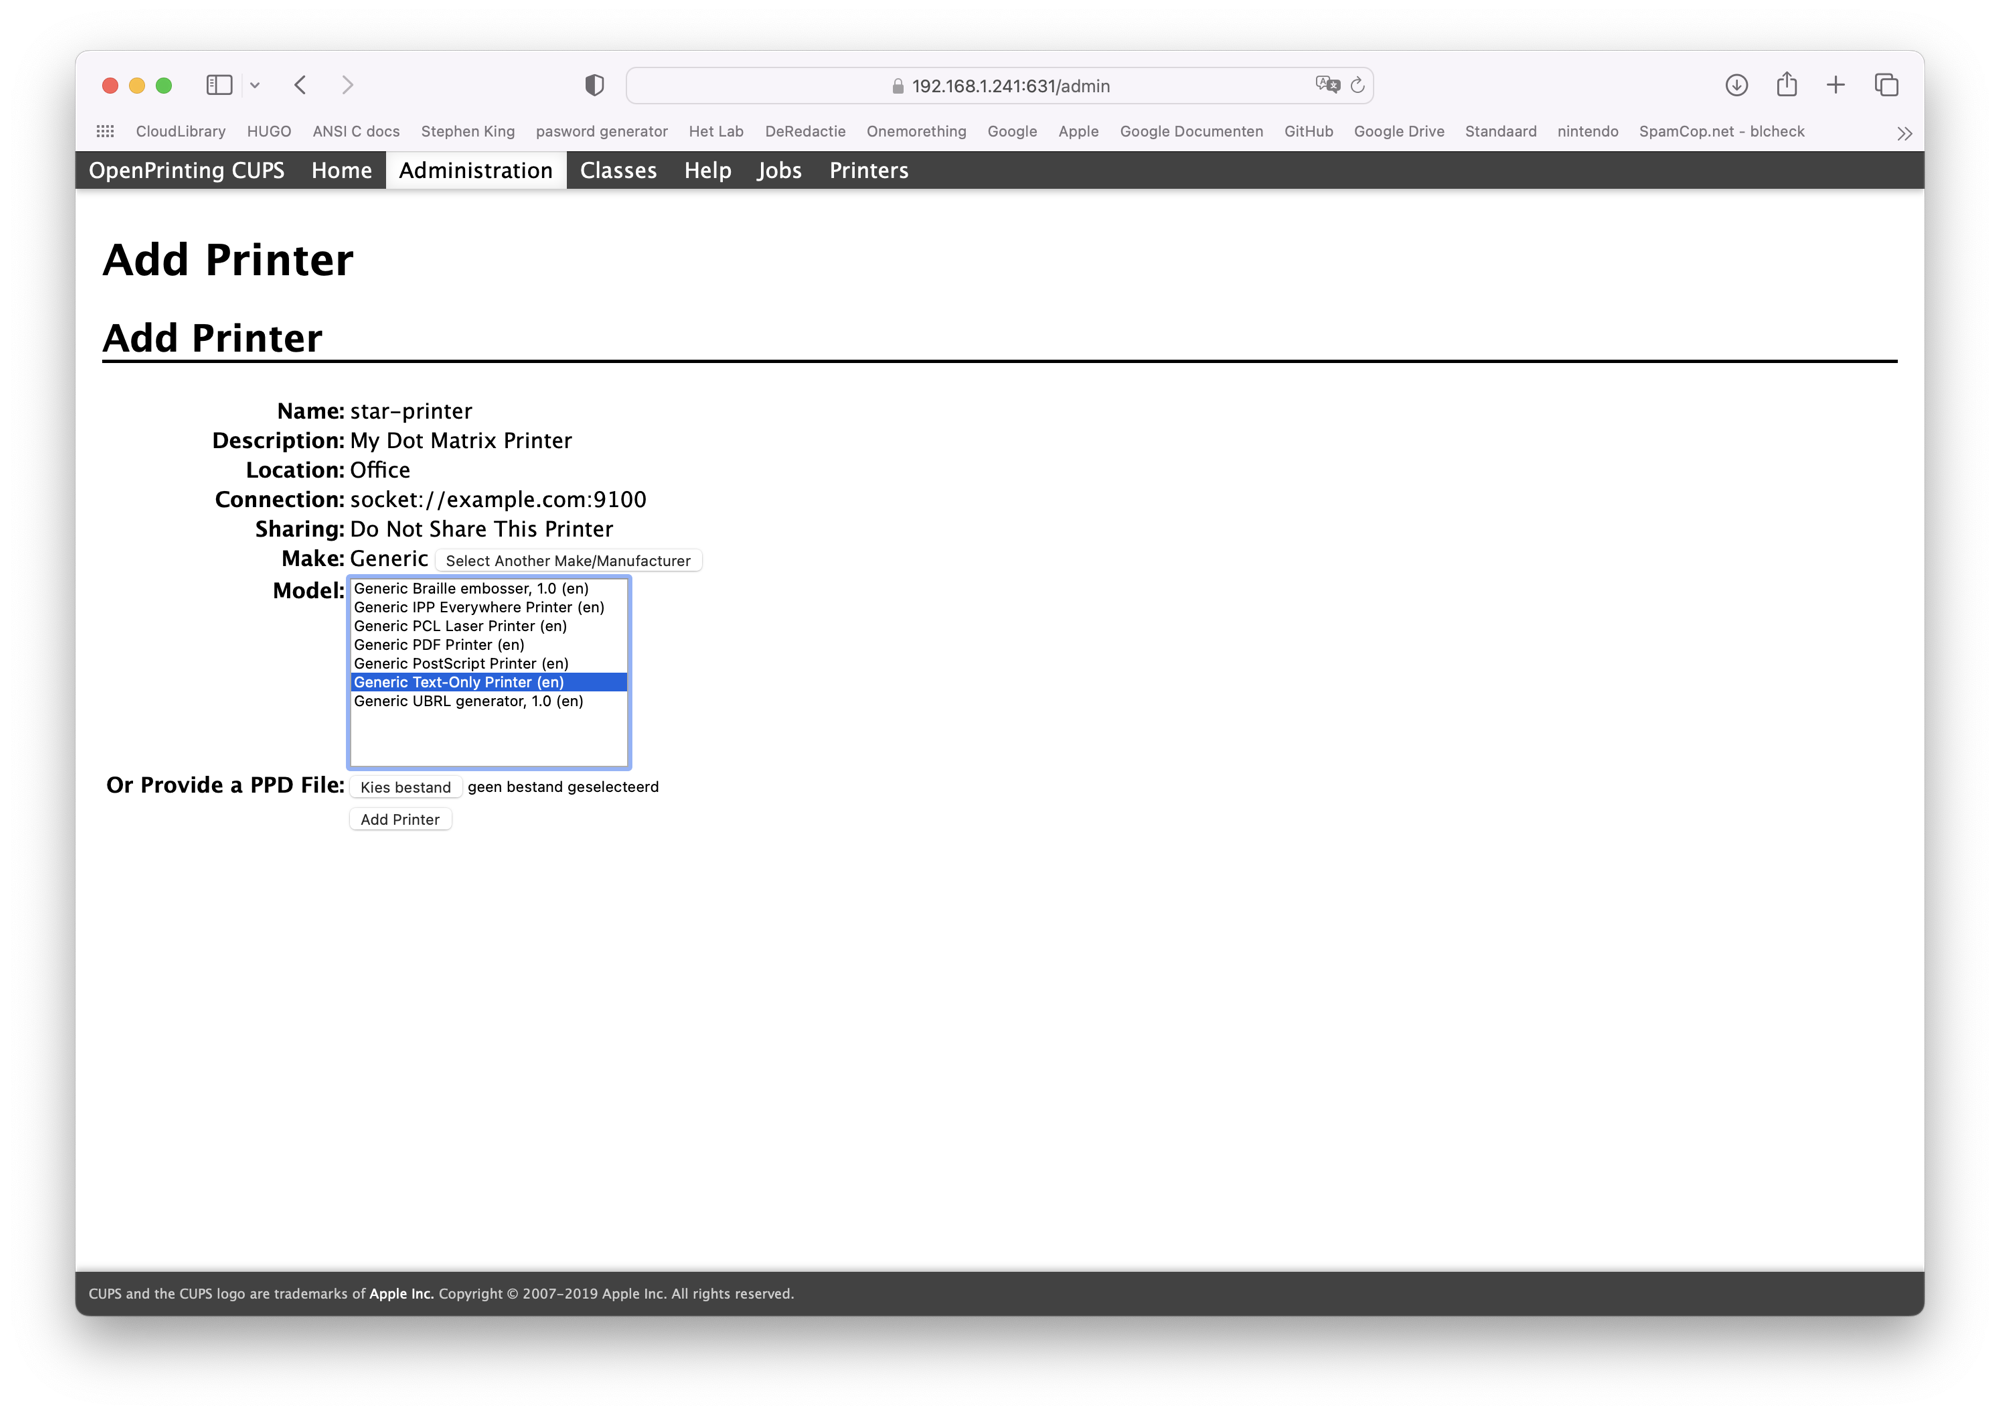 192.168.1.241:631/admin
CloudLibrary HUGO ANSI C docs Stephen King pasword generator Het Lab DeRedactie Onemorething Google Apple Google Documenten GitHub Google Drive Standaard nintendo SpamCop.net - blcheck
OpenPrinting CUPS Home Administration Classes Help Jobs Printers
Add Printer
Add Printer
Name: star-printer
Description: My Dot Matrix Printer
Location: Office
Connection: socket://example.com:9100
Sharing: Do Not Share This Printer
Make: Generic Select Another Make/Manufacturer
Model: Generic Braille embosser, 1.0 (en)
Generic IPP Everywhere Printer (en)
Generic PCL Laser Printer (en)
Generic PDF Printer (en)
Generic PostScript Printer (en)
Generic Text-Only Printer (en)
Generic UBRL generator, 1.0 (en)
Or Provide a PPD File: Kies bestand geen bestand geselecteerd
Add Printer
CUPS and the CUPS logo are trademarks of Apple Inc. Copyright © 2007-2019 Apple Inc. All rights reserved.